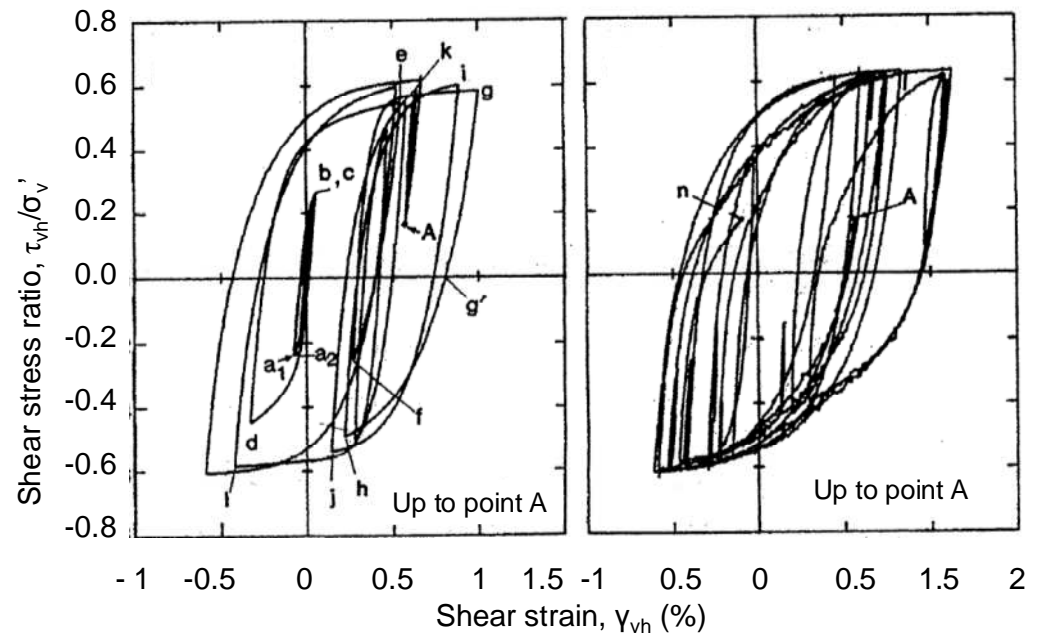 0.8
0.6
0.4
0.2
0.0
-0.2
-0.4
-0.6
-0.8
Shear stress ratio, τvh/σv'
e
k
i
g
b, c
A
g'
a1
a2
f
d
l
j
h
Up to point A
n
A
Up to point A
- 1
-0.5
0
0.5
1
1.5
-1
0.5
0
0.5
1.5
2
Shear strain, γvh (%)